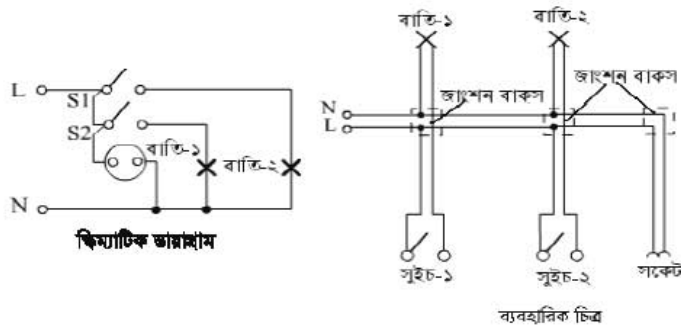 L
S1
S2
বাতি-১
বাতি-২
N
স্কিম্যাটিক ডায়াগ্রাম
বাতি-১
বাতি-২
জাংশন বাকস
জাংশন বাকস
N
L
সুইচ-১
সুইচ-২
সকেট
ব্যবহারিক চিত্র